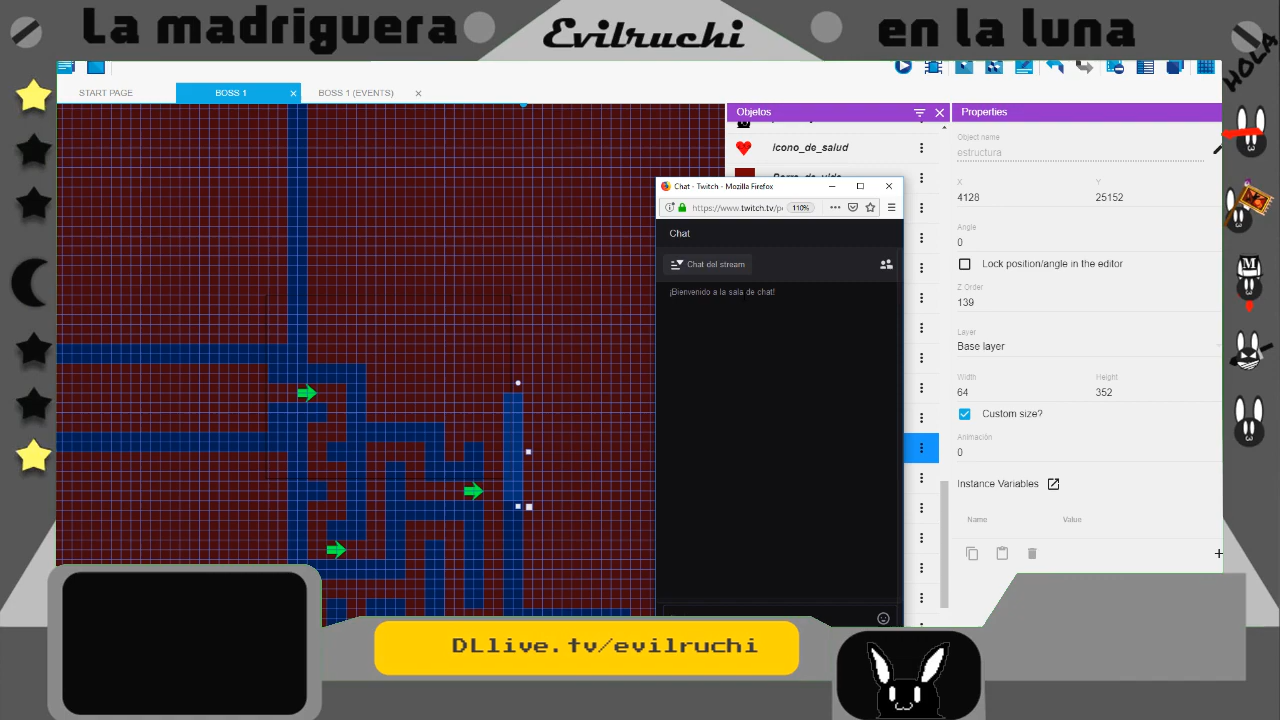 La madriguera
Evilruchi
en la luna
HOLA
START PAGE
BOSS 1
BOSS 1 (EVENTS)
Objetos
Icono_de_salud
Properties
Object name
estructura
X
Y
4128
25152
Angle
0
Lock position/angle in the editor
Z Order
139
Layer
Base layer
Width
Height
64
352
Custom size?
Animación
0
Instance Variables
Name
Value
Chat - Twitch - Mozilla Firefox
https://www.twitch.tv/p
110%
Chat
Chat del stream
¡Bienvenido a la sala de chat!
M
DLlive.tv/evilruchi